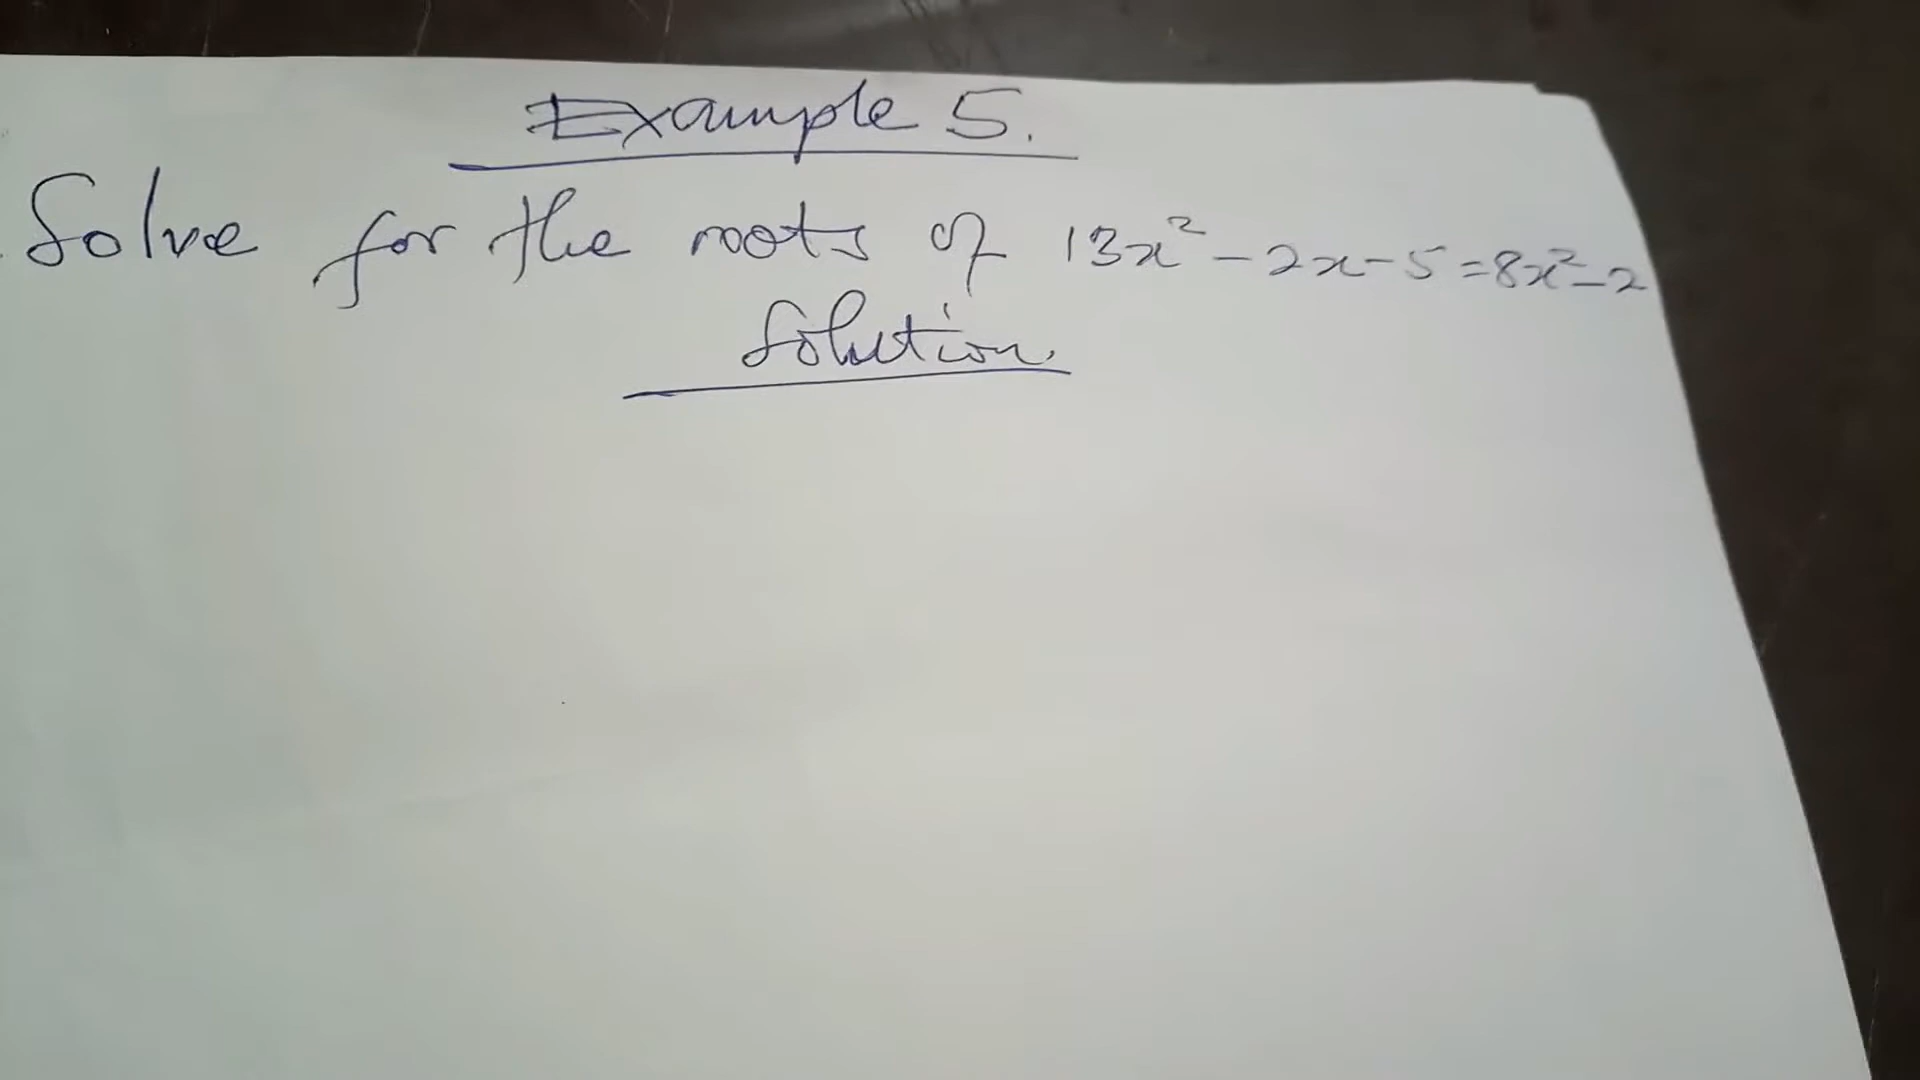 Example 5.
Solve for the roots of 13x² - 2x - 5 = 8x² - 2
Solution.